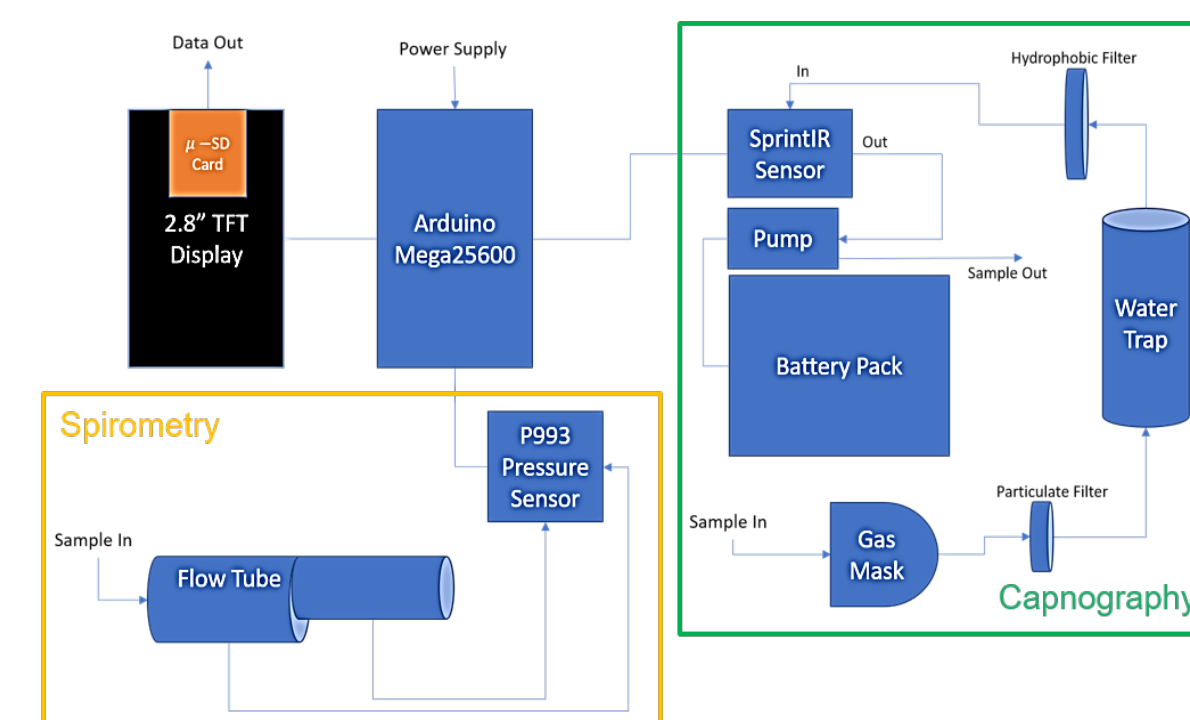 Data Out
Power Supply
μ –SD
Card
2.8” TFT
Display
Arduino
Mega25600
Hydrophobic Filter
In
SprintIR
Sensor
Out
Pump
Sample Out
Battery Pack
Water
Trap
Particulate Filter
Sample In
Gas
Mask
Capnography
Spirometry
P993
Pressure
Sensor
Sample In
Flow Tube